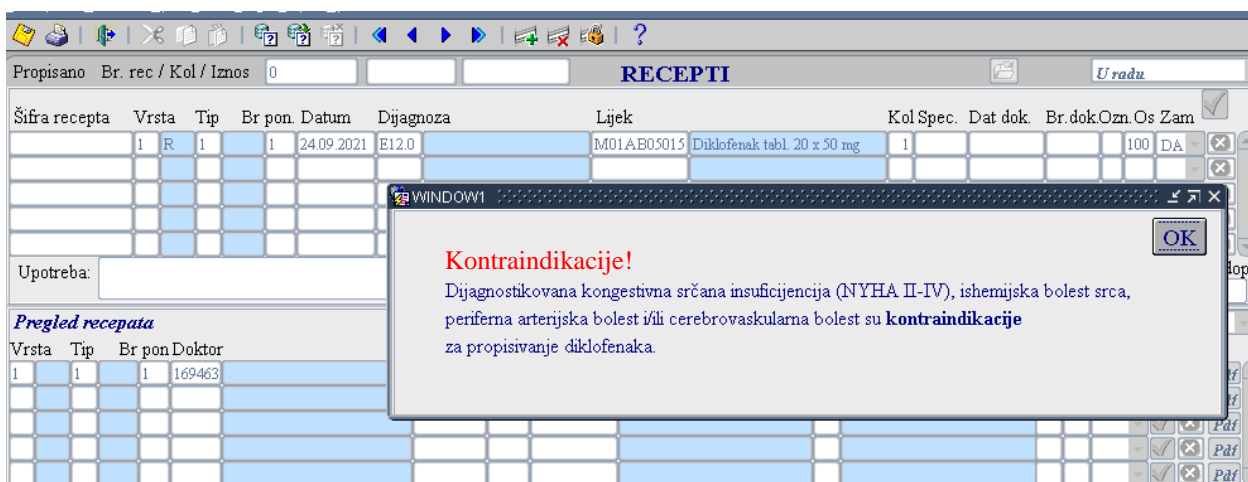 Propisano Br. rec / Kol / Iznos 0 RECEPTI U radu
Šifra recepta Vrsta Tip Br pon. Datum Dijagnoza Lijek Kol Spec. Dat dok. Br.dok.Ozn. Os Zam
1 R 1 1 24.09.2021 E12.0 M01AB05015 Diklofenak tabl. 20 x 50 mg 1 100 DA
WINDOW1
OK
Kontraindikacije!
Dijagnostikovana kongestivna srčana insuficijencija (NYHA II-IV), ishemijska bolest srca,
periferna arterijska bolest i/ili cerebrovaskularna bolest su kontraindikacije
za propisivanje diklofenaka.
Upotreba:
Pregled recepata
Vrsta Tip Br pon Doktor
1 1 1 169463
Pdf
Pdf
Pdf